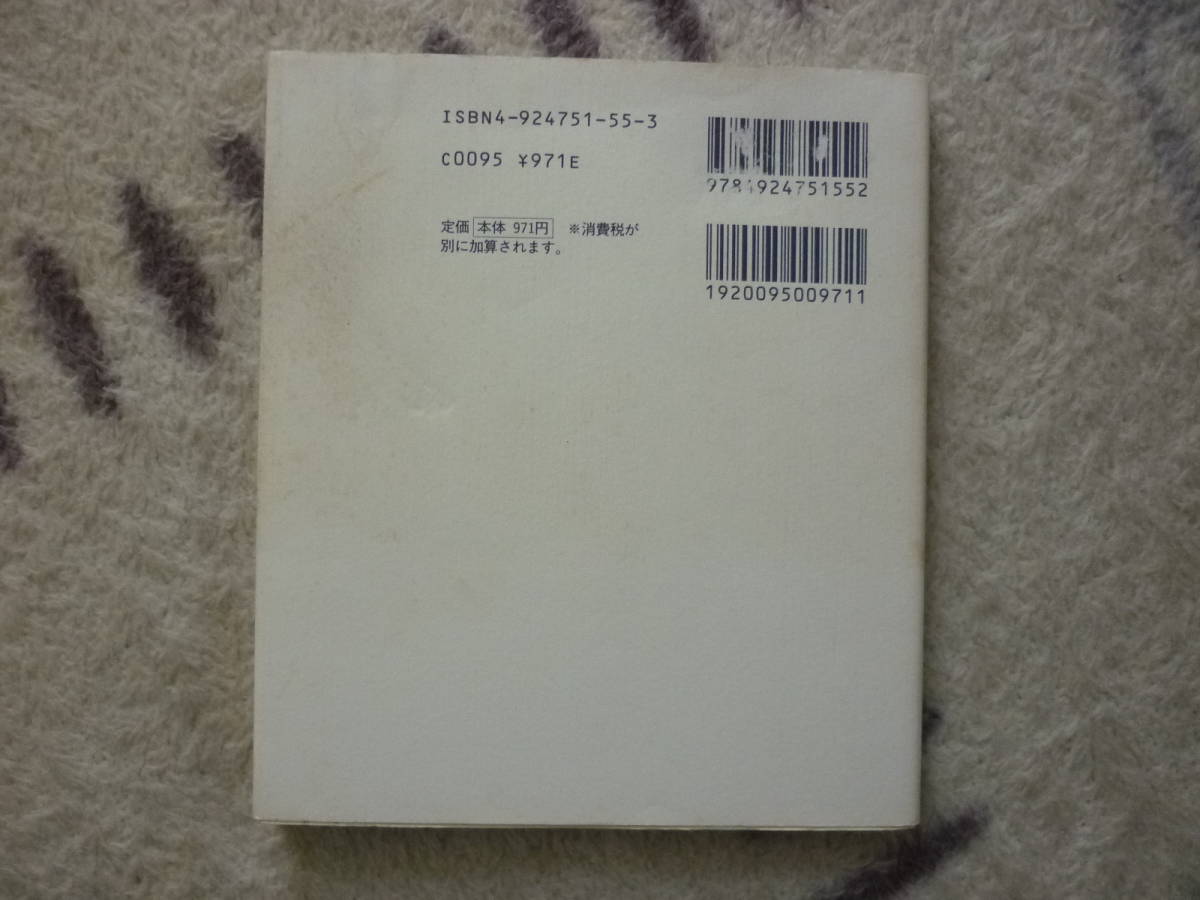 ISBN4-924751-55-3
C0095 ¥971E
定価 本体 971円 ※消費税が
別に加算されます。
9784924751552
1920095009711